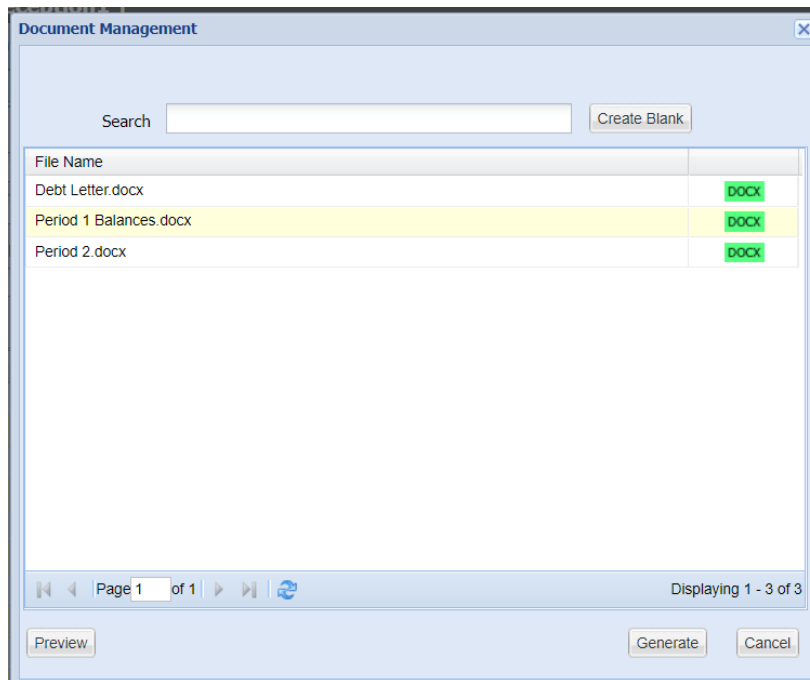 Document Management
Search
Create Blank
File Name
Debt Letter.docx DOCX
Period 1 Balances.docx DOCX
Period 2.docx DOCX
Page 1 of 1 Displaying 1 - 3 of 3
Preview Generate Cancel